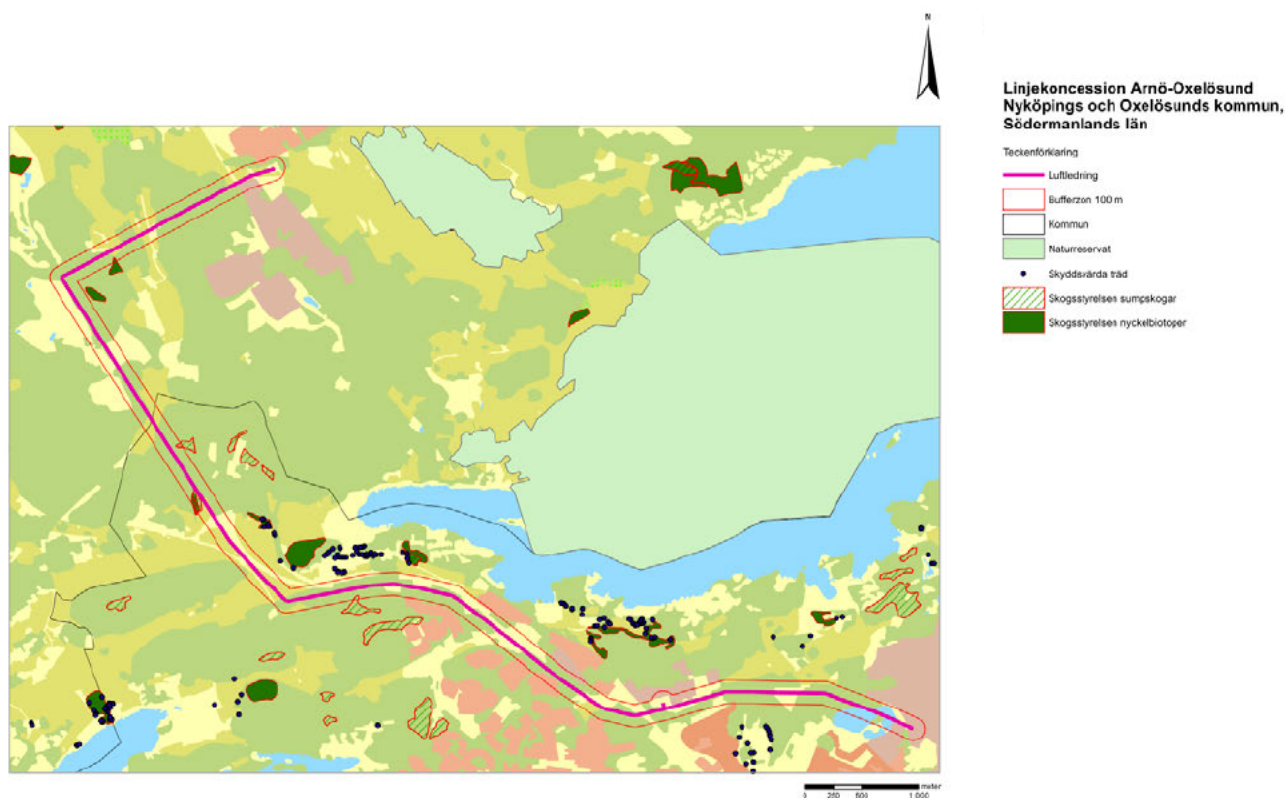 N
Linjekoncession Arnö-Oxelösund
Nyköpings och Oxelösunds kommun,
Södermanlands län
Teckenförklaring
Luftledning
Bufferzon 100 m
Kommun
Naturreservat
Skyddsvärda träd
Skogsstyrelsen sumpskogar
Skogsstyrelsen nyckelbiotoper
meter
0 250 500 1 000